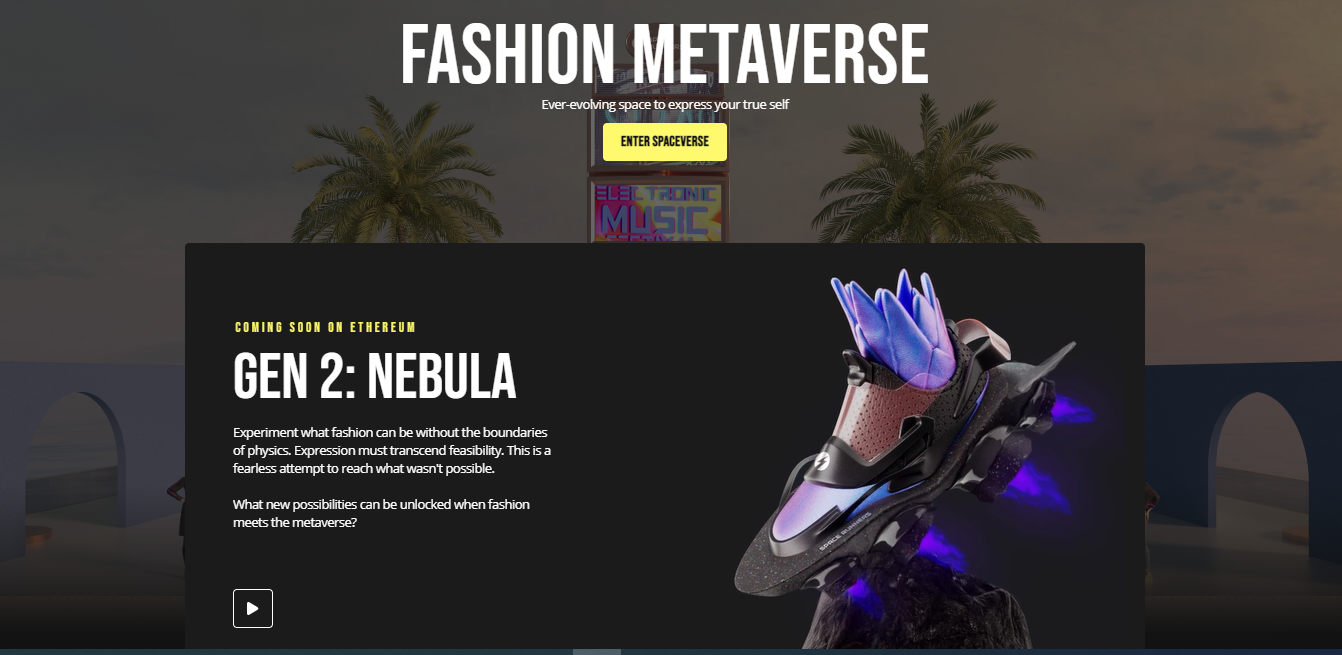 FASHION METAVERSE
Ever-evolving space to express your true self
ENTER SPACEVERSE
ELECTRONIC
MUSIC
COMING SOON ON ETHEREUM
GEN 2: NEBULA
Experiment what fashion can be without the boundaries
of physics. Expression must transcend feasibility. This is a
fearless attempt to reach what wasn't possible.
What new possibilities can be unlocked when fashion
meets the metaverse?
SPACE RUNNERS